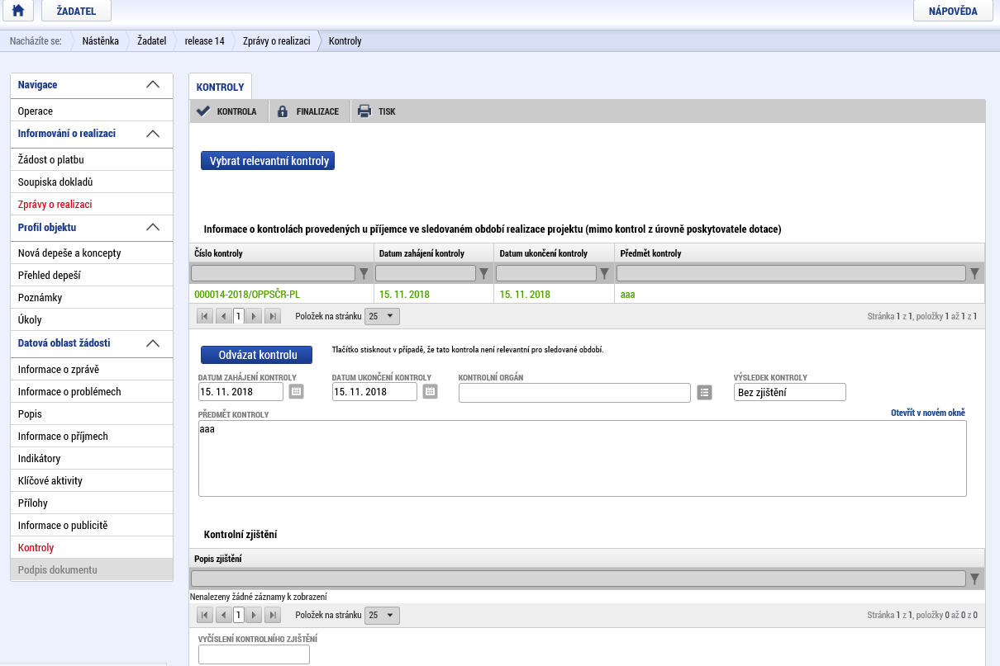 ŽADATEL
NÁPOVĚDA
Nacházíte se: Nástěnka Žadatel release 14 Zprávy o realizaci Kontroly
Navigace
Operace
Informování o realizaci
Žádost o platbu
Soupiska dokladů
Zprávy o realizaci
Profil objektu
Nová depeše a koncepty
Přehled depeší
Poznámky
Úkoly
Datová oblast žádosti
Informace o zprávě
Informace o problémech
Popis
Informace o příjmech
Indikátory
Klíčové aktivity
Přílohy
Informace o publicitě
Kontroly
Podpis dokumentu
KONTROLY
KONTROLA FINALIZACE TISK
Vybrat relevantní kontroly
Informace o kontrolách provedených u příjemce ve sledovaném období realizace projektu (mimo kontrol z úrovně poskytovatele dotace)
Číslo kontroly Datum zahájení kontroly Datum ukončení kontroly Předmět kontroly
000014-2018/OPPSČR-PL 15. 11. 2018 15. 11. 2018 aaa
1 Položek na stránku 25 Stránka 1 z 1, položky 1 až 1 z 1
Odvázat kontrolu Tlačítko stisknout v případě, že tato kontrola není relevantní pro sledované období.
DATUM ZAHÁJENÍ KONTROLY DATUM UKONČENÍ KONTROLY KONTROLNÍ ORGÁN VÝSLEDEK KONTROLY
15. 11. 2018 15. 11. 2018 Bez zjištění
PŘEDMĚT KONTROLY Otevřít v novém okně
aaa
Kontrolní zjištění
Popis zjištění
Nenalezeny žádné záznamy k zobrazení
1 Položek na stránku 25 Stránka 1 z 1, položky 0 až 0 z 0
VYČÍSLENÍ KONTROLNÍHO ZJIŠTĚNÍ